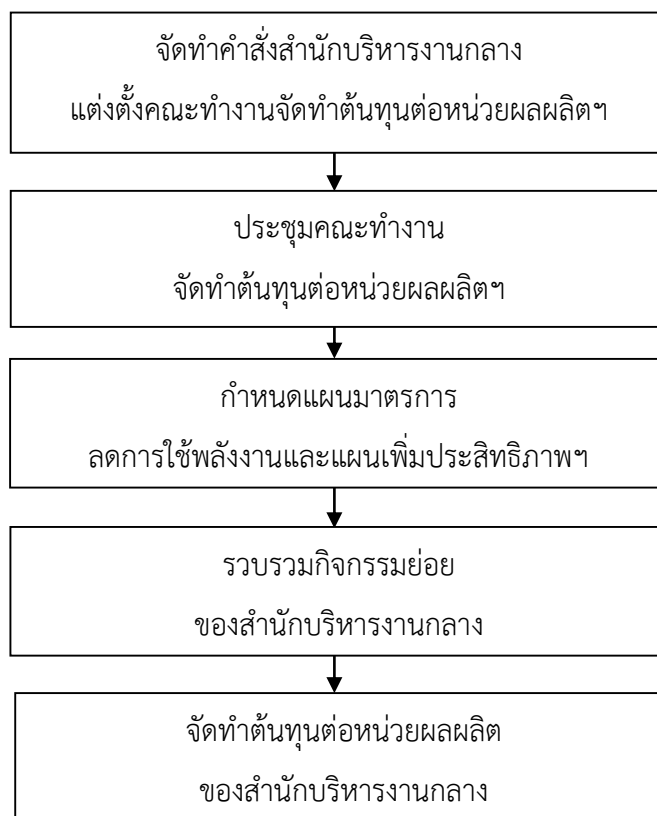 จัดทำคำสั่งสำนักบริหารงานกลาง
แต่งตั้งคณะทำงานจัดทำต้นทุนต่อหน่วยผลผลิตฯ
ประชุมคณะทำงาน
จัดทำต้นทุนต่อหน่วยผลผลิตฯ
กำหนดแผนมาตรการ
ลดการใช้พลังงานและแผนเพิ่มประสิทธิภาพฯ
รวบรวมกิจกรรมย่อย
ของสำนักบริหารงานกลาง
จัดทำต้นทุนต่อหน่วยผลผลิต
ของสำนักบริหารงานกลาง